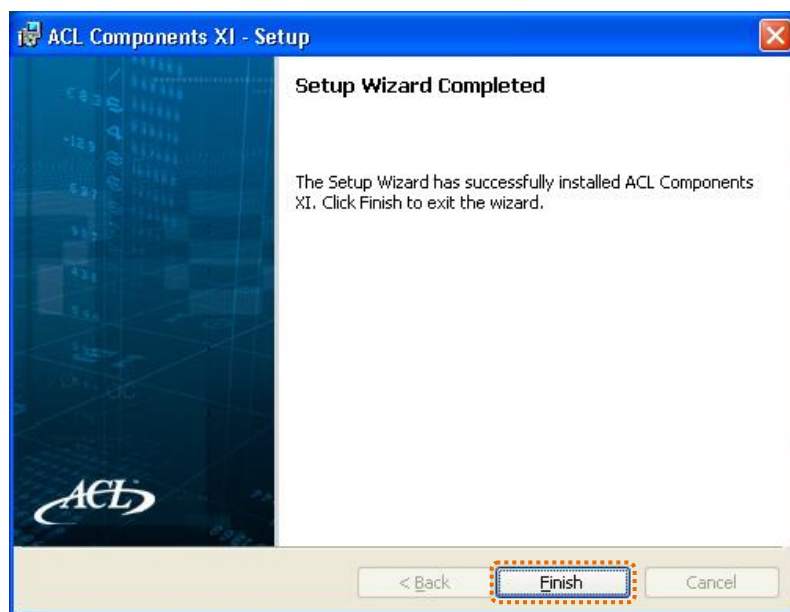 ACL Components XI - Setup
Setup Wizard Completed
The Setup Wizard has successfully installed ACL Components
XI. Click Finish to exit the wizard.
ACL
< Back
Finish
Cancel